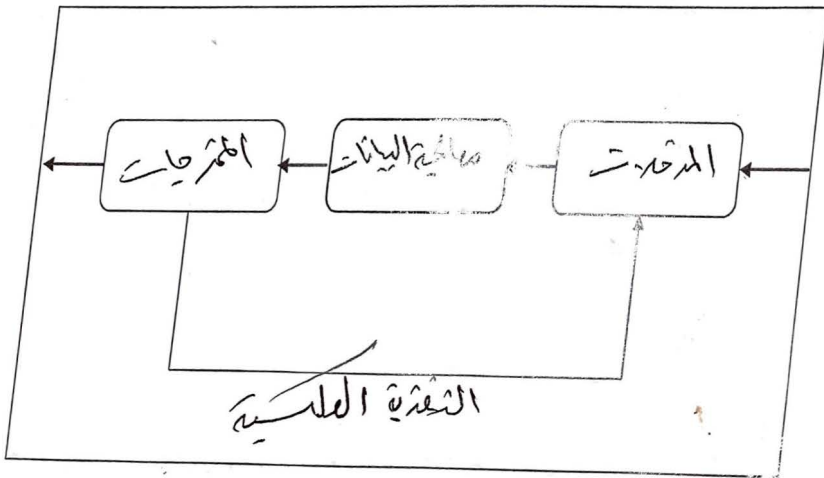 المدخلات
معالجة البيانات
المخرجات
التغذية العكسية